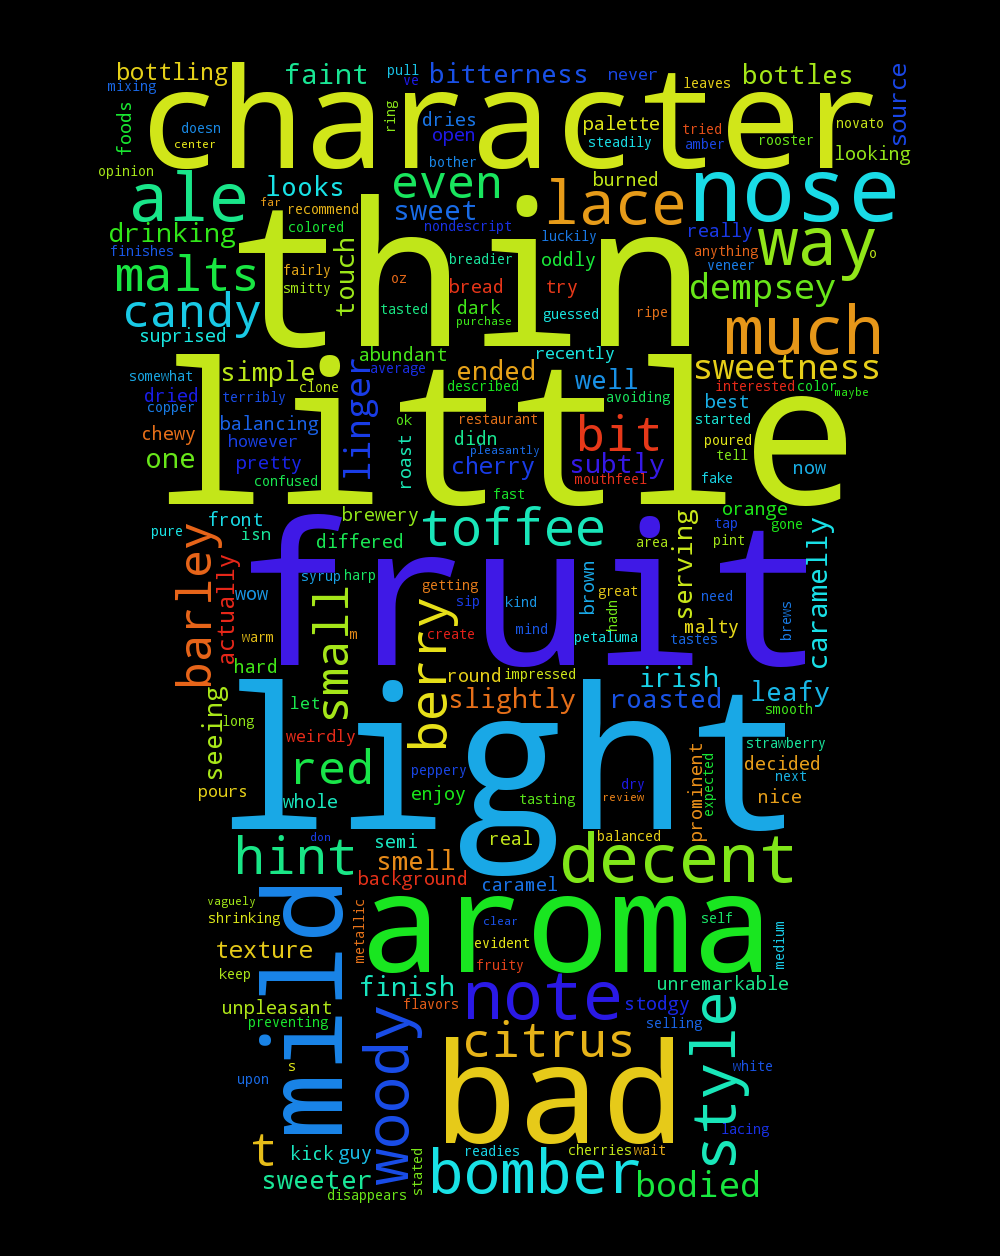 bottling faint pull ve bitterness never leaves bottles source
mixing character
foods doesn center ring dries open palette steadily tried amber rooster novato looking
opinion bother
ale looks even lace burned nose
far recommend sweet
drinking colored nondescript luckily really way
finishes touch thin anything o
malts fairly smitty oz breadier oddly veneer
candy tasted bread dark purchase try guessed ripe dempsey
suprised much
abundant recently
somewhat simple linger average ended well sweetness
dried terribly clone described avoiding interested color maybe
copper little best started
chewy balancing however roast ok restaurant didn bit poured
one pretty cherry pleasantly subtly tell
confused mouthfeel fake now
fast
pure front isn brewery toffee serving orange tap gone
barley differed area pint caramelly
actually wow syrup harp fruit getting sip kind great brown hadn need brews
small berry mind malty
warm m create petaluma tastes
hard round impressed irish
seeing let slightly roasted leafy
long smooth
weirdly light strawberry
red peppery prominent expected decided
pours whole enjoy tasting dry review next nice
don semi real balanced
hint smell decent
background caramel
vaguely mild aroma
shrinking metallic clear self medium
texture evident
keep fruity
finish note unremarkable
unpleasant flavors stodgy style
preventing woody citrus selling
s bad white
upon lacing
t kick guy stated readies cherries wait
sweeter bomber bodied
disappears